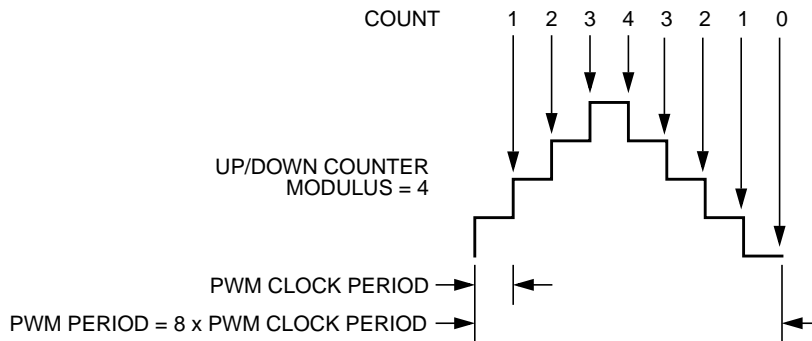 COUNT 1 2 3 4 3 2 1 0
UP/DOWN COUNTER
MODULUS = 4
PWM CLOCK PERIOD
PWM PERIOD = 8 x PWM CLOCK PERIOD